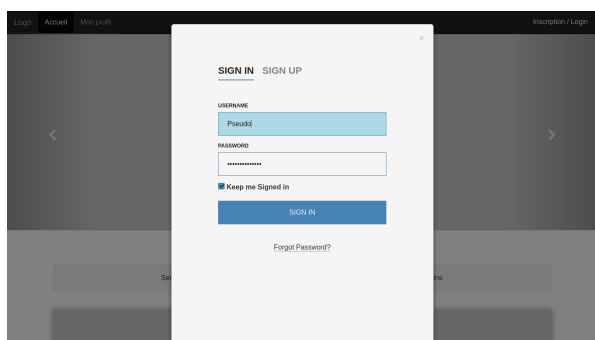 Logo Accueil Mon profil Inscription / Login
×
SIGN IN SIGN UP
USERNAME
Pseudo
PASSWORD
••••••••••••••
Keep me Signed in
SIGN IN
Forgot Password?